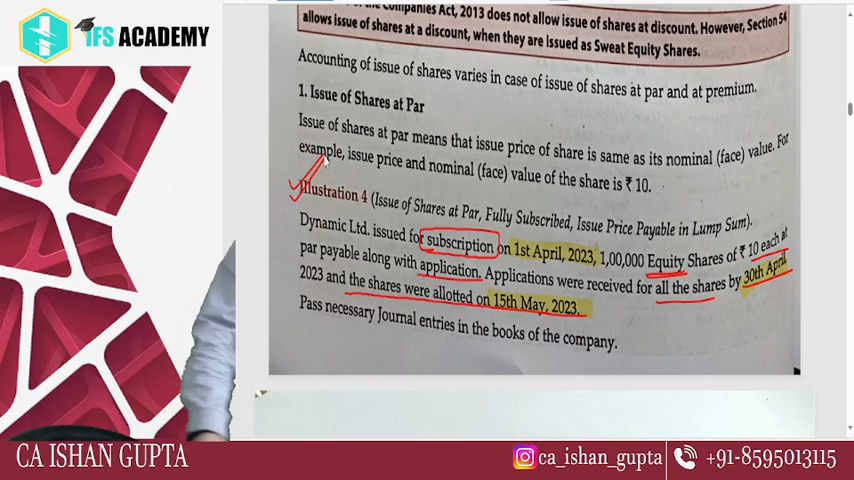 IFS ACADEMY
Companies Act, 2013 does not allow issue of shares at discount. However, Section 54
allows issue of shares at a discount, when they are issued as Sweat Equity Shares.
Accounting of issue of shares varies in case of issue of shares at par and at premium.
1. Issue of Shares at Par
Issue of shares at par means that issue price of share is same as its nominal (face) value. For
example, issue price and nominal (face) value of the share is ₹ 10.
Illustration 4 (Issue of Shares at Par, Fully Subscribed, Issue Price Payable in Lump Sum).
Dynamic Ltd. issued for subscription on 1st April, 2023, 1,00,000 Equity Shares of ₹ 10 each at
par payable along with application. Applications were received for all the shares by 30th April,
2023 and the shares were allotted on 15th May, 2023.
Pass necessary Journal entries in the books of the company.
CA ISHAN GUPTA
ca_ishan_gupta
+91-8595013115